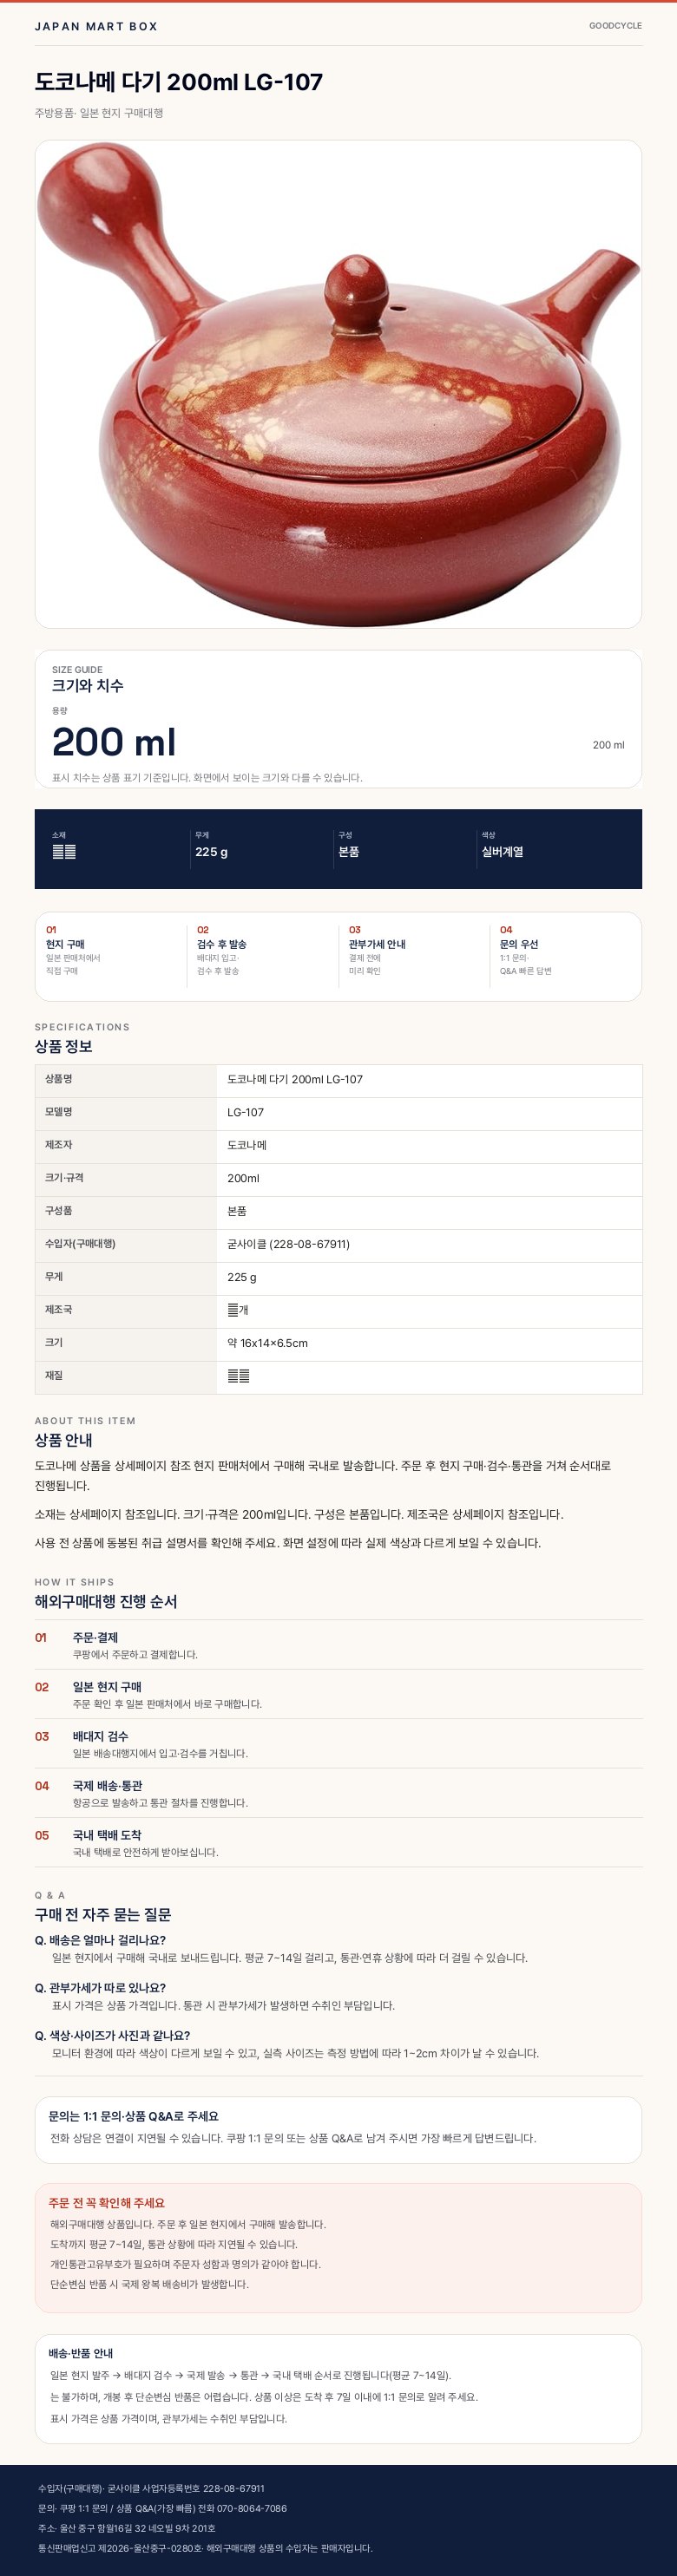 JAPAN MART BOX
GOODCYCLE
도코나메 다기 200ml LG-107
주방용품· 일본 현지 구매대행
SIZE GUIDE
크기와 치수
용량
200 ml
200 ml
표시 치수는 상품 표기 기준입니다. 화면에서 보이는 크기와 다를 수 있습니다.
소재
무게
225 g
구성
본품
색상
실버계열
01
현지 구매
일본 판매처에서
직접 구매
02
검수 후 발송
배대지 입고·
검수 후 발송
03
관부가세 안내
결제 전에
미리 확인
04
문의 우선
1:1 문의·
Q&A 빠른 답변
SPECIFICATIONS
상품 정보
상품명 도코나메 다기 200ml LG-107
모델명 LG-107
제조자 도코나메
크기·규격 200ml
구성품 본품
수입자(구매대행) 굳사이클 (228-08-67911)
무게 225 g
제조국 개
크기 약 16x14×6.5cm
재질
ABOUT THIS ITEM
상품 안내
도코나메 상품을 상세페이지 참조 현지 판매처에서 구매해 국내로 발송합니다. 주문 후 현지 구매·검수·통관을 거쳐 순서대로
진행됩니다.
소재는 상세페이지 참조입니다. 크기·규격은 200ml입니다. 구성은 본품입니다. 제조국은 상세페이지 참조입니다.
사용 전 상품에 동봉된 취급 설명서를 확인해 주세요. 화면 설정에 따라 실제 색상과 다르게 보일 수 있습니다.
HOW IT SHIPS
해외구매대행 진행 순서
01 주문·결제
쿠팡에서 주문하고 결제합니다.
02 일본 현지 구매
주문 확인 후 일본 판매처에서 바로 구매합니다.
03 배대지 검수
일본 배송대행지에서 입고·검수를 거칩니다.
04 국제 배송·통관
항공으로 발송하고 통관 절차를 진행합니다.
05 국내 택배 도착
국내 택배로 안전하게 받아보십니다.
Q & A
구매 전 자주 묻는 질문
Q. 배송은 얼마나 걸리나요?
일본 현지에서 구매해 국내로 보내드립니다. 평균 7~14일 걸리고, 통관·연휴 상황에 따라 더 걸릴 수 있습니다.
Q. 관부가세가 따로 있나요?
표시 가격은 상품 가격입니다. 통관 시 관부가세가 발생하면 수취인 부담입니다.
Q. 색상·사이즈가 사진과 같나요?
모니터 환경에 따라 색상이 다르게 보일 수 있고, 실측 사이즈는 측정 방법에 따라 1~2cm 차이가 날 수 있습니다.
문의는 1:1 문의·상품 Q&A로 주세요
전화 상담은 연결이 지연될 수 있습니다. 쿠팡 1:1 문의 또는 상품 Q&A로 남겨 주시면 가장 빠르게 답변드립니다.
주문 전 꼭 확인해 주세요
해외구매대행 상품입니다. 주문 후 일본 현지에서 구매해 발송합니다.
도착까지 평균 7~14일, 통관 상황에 따라 지연될 수 있습니다.
개인통관고유부호가 필요하며 주문자 성함과 명의가 같아야 합니다.
단순변심 반품 시 국제 왕복 배송비가 발생합니다.
배송·반품 안내
일본 현지 발주 → 배대지 검수 → 국제 발송 → 통관 → 국내 택배 순서로 진행됩니다(평균 7~14일).
는 불가하며, 개봉 후 단순변심 반품은 어렵습니다. 상품 이상은 도착 후 7일 이내에 1:1 문의로 알려 주세요.
표시 가격은 상품 가격이며, 관부가세는 수취인 부담입니다.
수입자(구매대행)· 굳사이클 사업자등록번호 228-08-67911
문의· 쿠팡 1:1 문의 / 상품 Q&A(가장 빠름) 전화 070-8064-7086
주소· 울산 중구 함월16길 32 네오빌 9차 201호
통신판매업신고 제2026-울산중구-0280호· 해외구매대행 상품의 수입자는 판매자입니다.